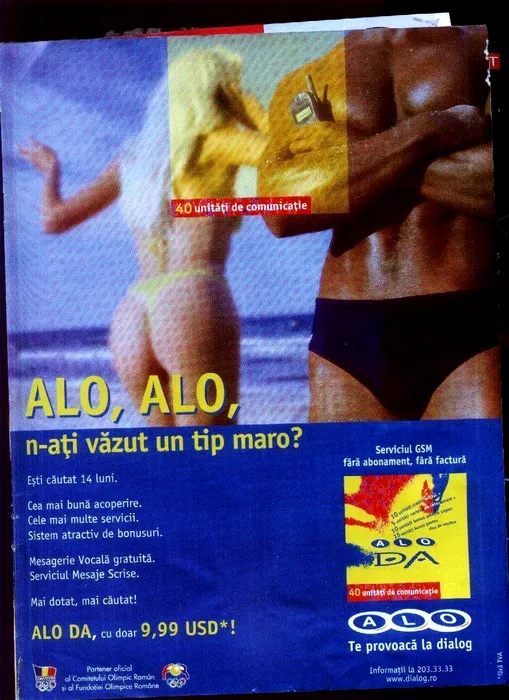 40 unități de comunicație
ALO, ALO,
n-ați văzut un tip maro?
Ești căutat 14 luni.
Cea mai bună acoperire.
Cele mai multe servicii.
Sistem atractiv de bonusuri.
Mesagerie Vocală gratuită.
Serviciul Mesaje Scrise.
Mai dotat, mai căutat!
ALO DA, cu doar 9,99 USD*!
Partener oficial
al Comitetului Olimpic Român
și al Fundației Olimpice Române
Serviciul GSM
fără abonament, fără factură
ALO
DA
40 unități de comunicație
ALO
Te provoacă la dialog
Informații la 203.33.33
www.dialog.ro
*fără TVA
T